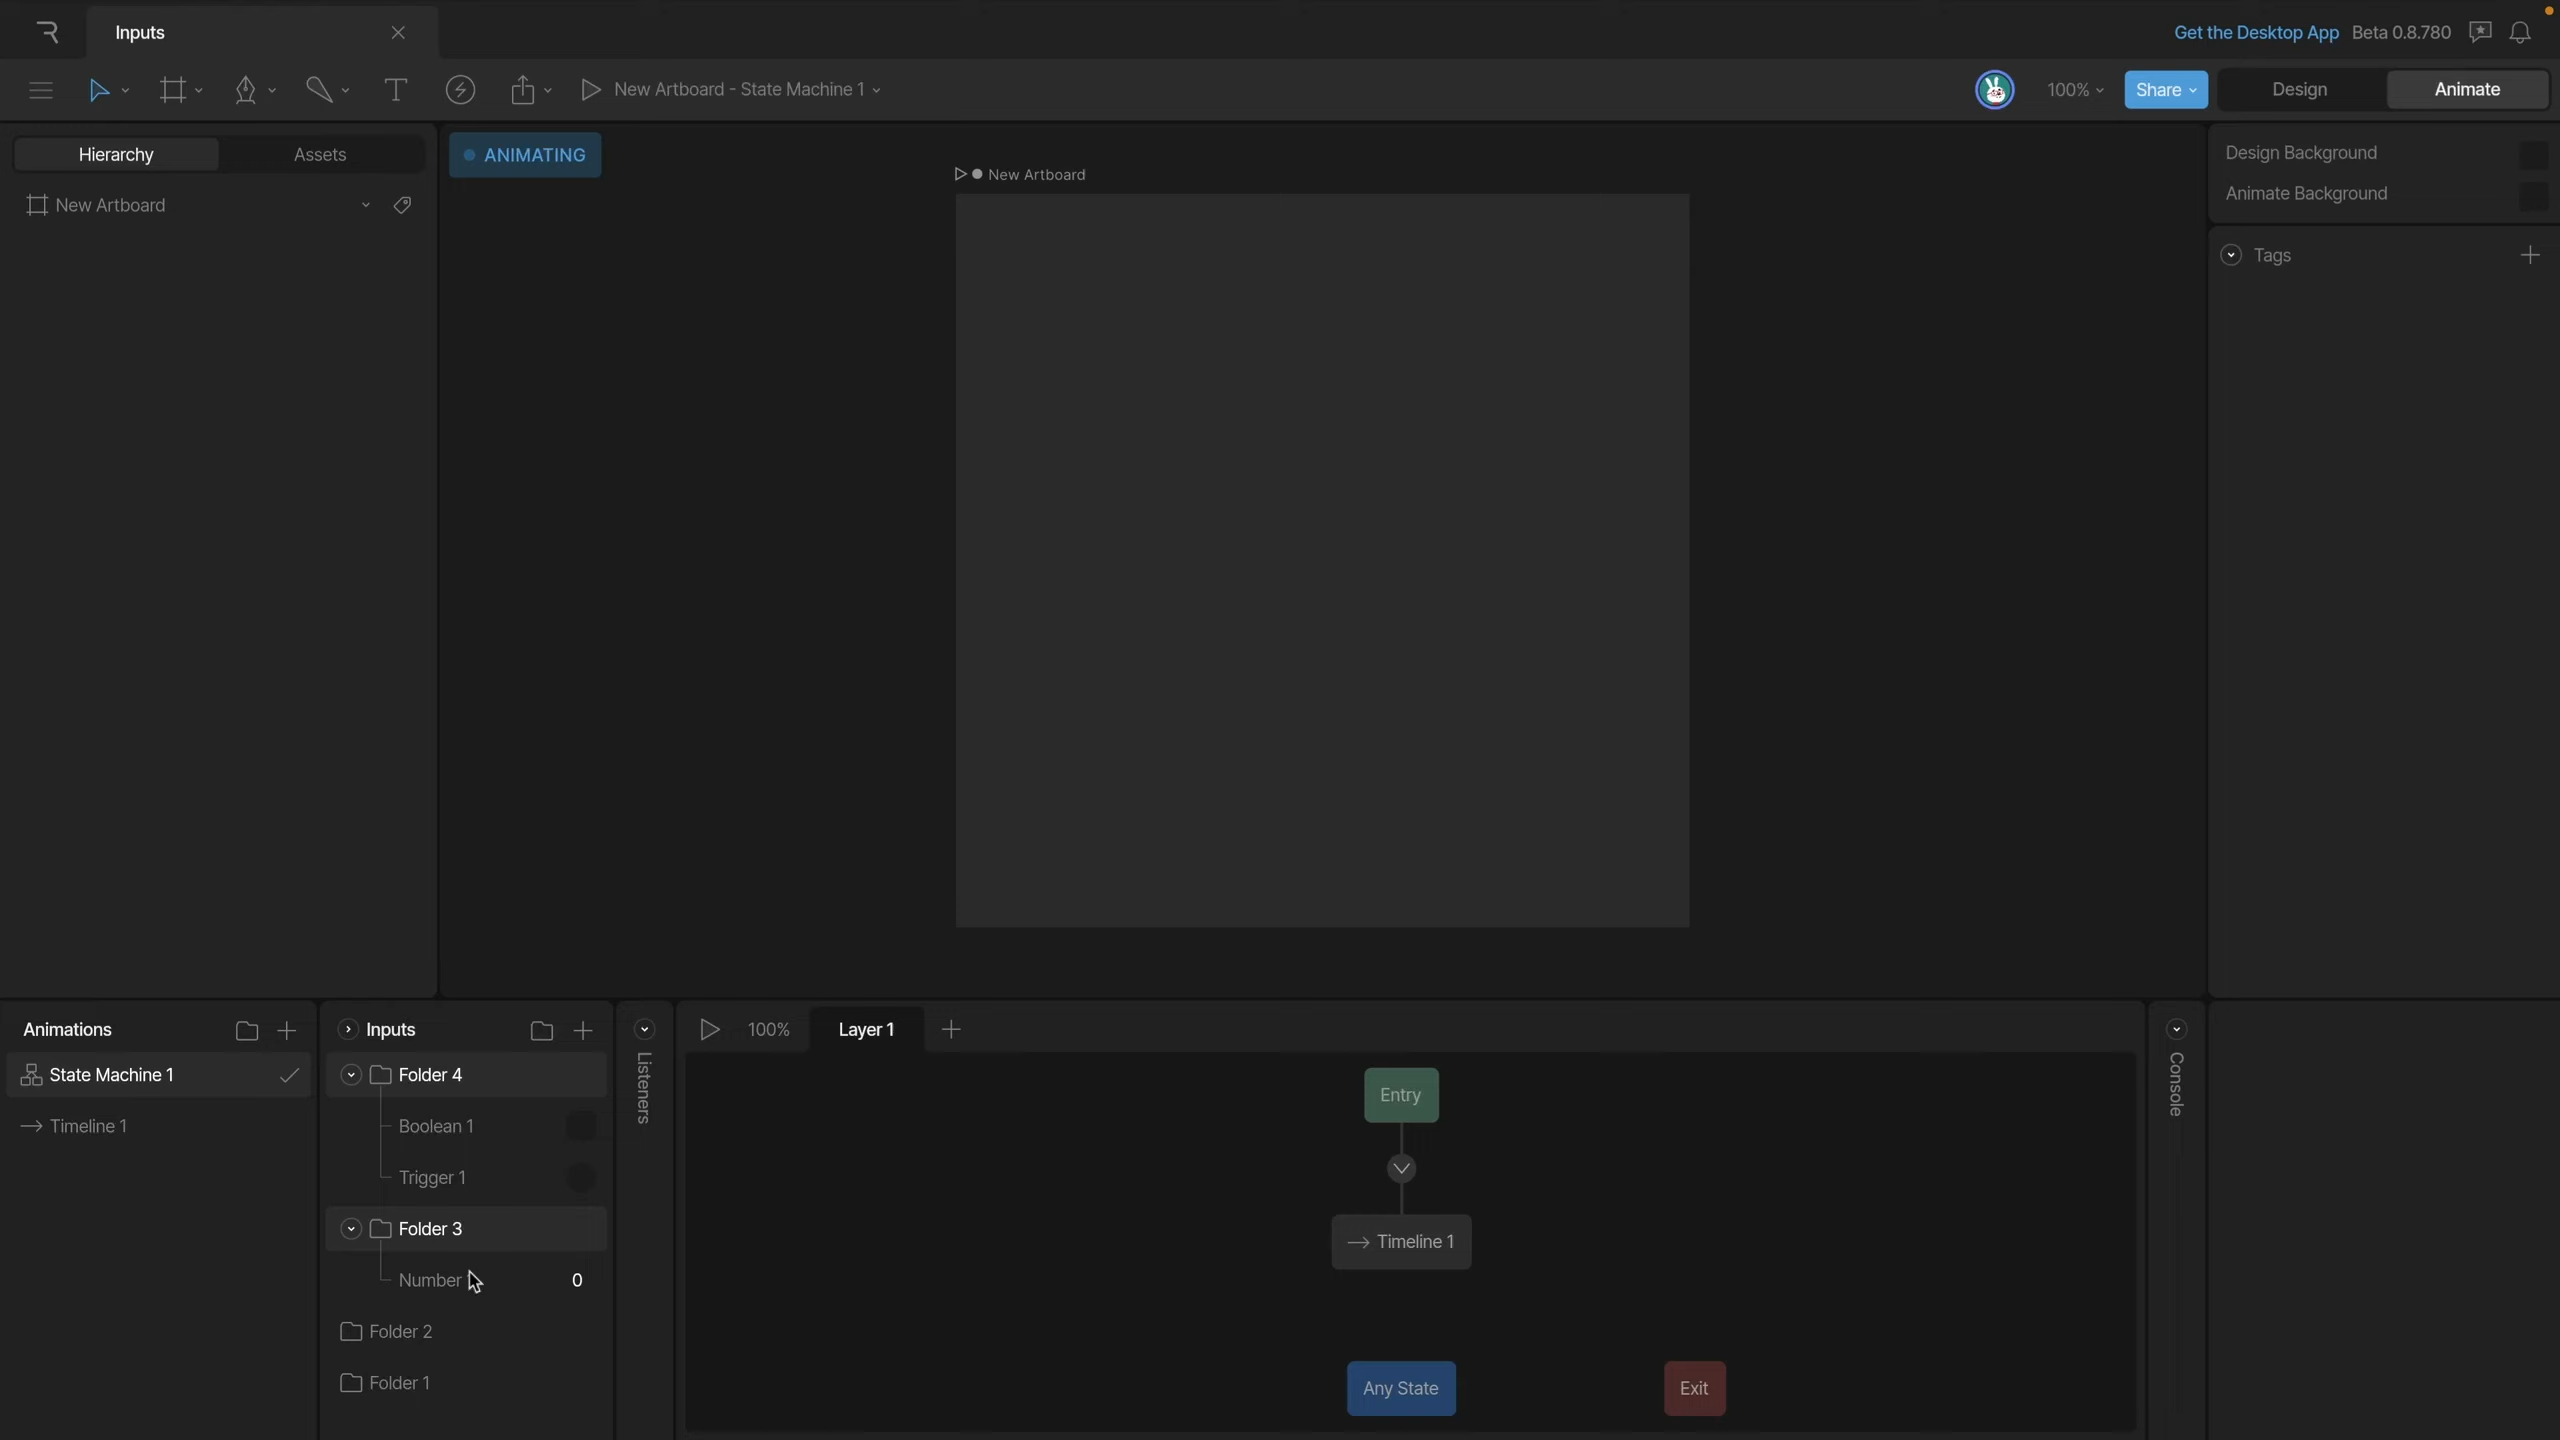 Inputs
Get the Desktop App Beta 0.8.780
New Artboard - State Machine 1
100%
Share
Design
Animate
Hierarchy
Assets
ANIMATING
New Artboard
New Artboard
Design Background
Animate Background
Tags
Animations
State Machine 1
Timeline 1
Inputs
Folder 4
Boolean 1
Trigger 1
Folder 3
Number
0
Folder 2
Folder 1
Listeners
100%
Layer 1
Entry
Timeline 1
Any State
Exit
Console